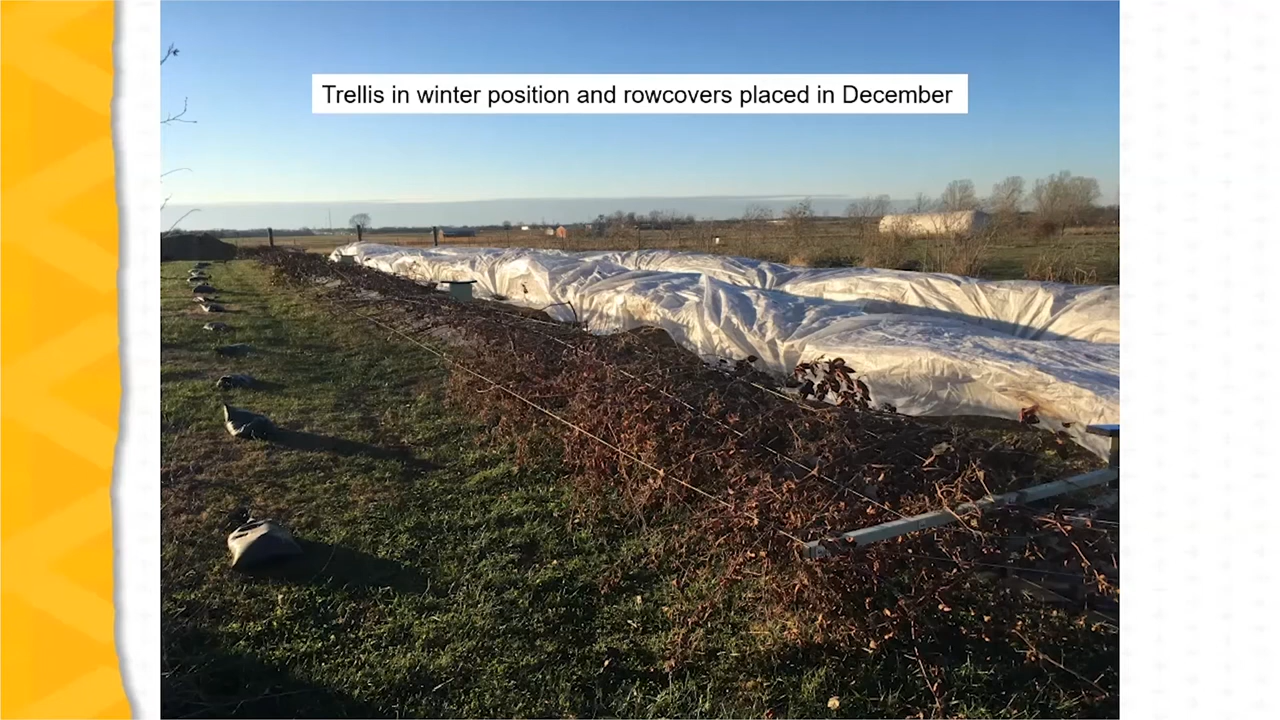 Trellis in winter position and rowcovers placed in December